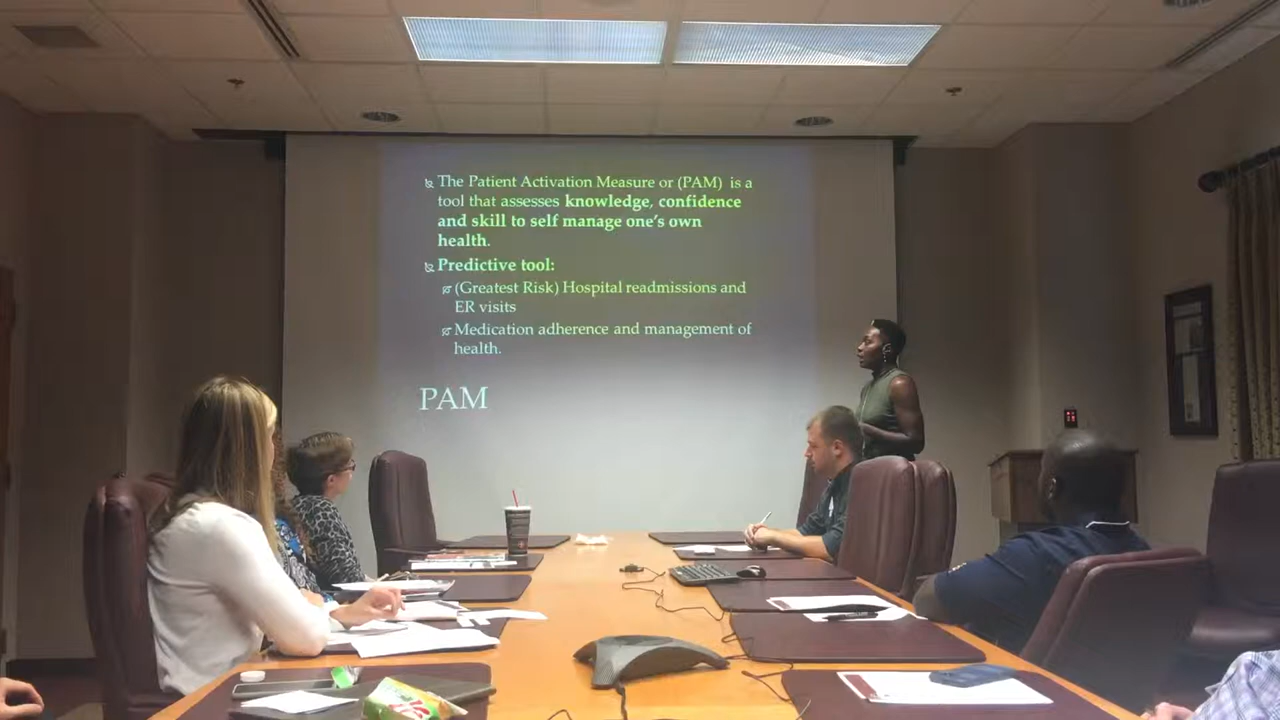 The Patient Activation Measure or (PAM) is a
tool that assesses knowledge, confidence
and skill to self manage one's own
health.
Predictive tool:
(Greatest Risk) Hospital readmissions and
ER visits
Medication adherence and management of
health.
PAM